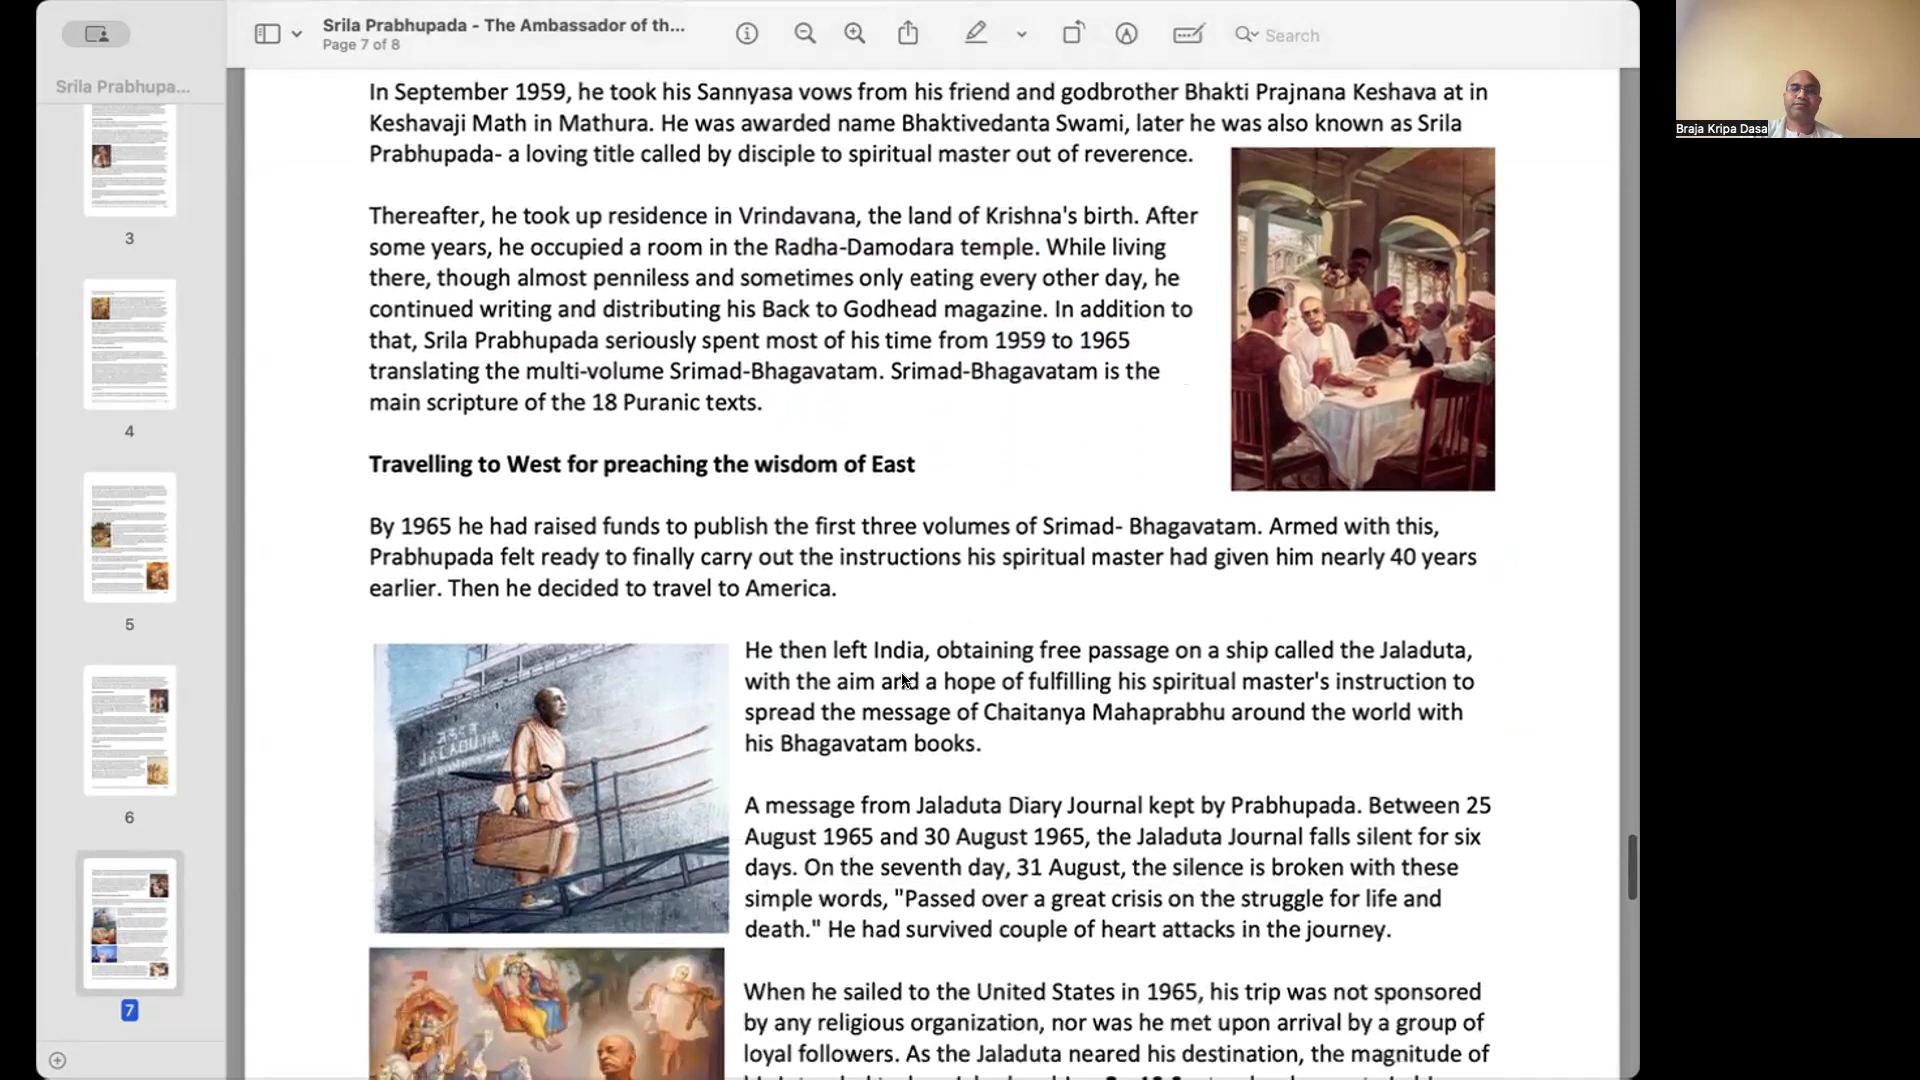 Srila Prabhupada - The Ambassador of th...
Page 7 of 8
Search
Srila Prabhupa...
3
4
5
6
7
In September 1959, he took his Sannyasa vows from his friend and godbrother Bhakti Prajnana Keshava at in
Keshavaji Math in Mathura. He was awarded name Bhaktivedanta Swami, later he was also known as Srila
Prabhupada- a loving title called by disciple to spiritual master out of reverence.
Thereafter, he took up residence in Vrindavana, the land of Krishna's birth. After
some years, he occupied a room in the Radha-Damodara temple. While living
there, though almost penniless and sometimes only eating every other day, he
continued writing and distributing his Back to Godhead magazine. In addition to
that, Srila Prabhupada seriously spent most of his time from 1959 to 1965
translating the multi-volume Srimad-Bhagavatam. Srimad-Bhagavatam is the
main scripture of the 18 Puranic texts.
Travelling to West for preaching the wisdom of East
By 1965 he had raised funds to publish the first three volumes of Srimad- Bhagavatam. Armed with this,
Prabhupada felt ready to finally carry out the instructions his spiritual master had given him nearly 40 years
earlier. Then he decided to travel to America.
JALADUTA
He then left India, obtaining free passage on a ship called the Jaladuta,
with the aim and a hope of fulfilling his spiritual master's instruction to
spread the message of Chaitanya Mahaprabhu around the world with
his Bhagavatam books.
A message from Jaladuta Diary Journal kept by Prabhupada. Between 25
August 1965 and 30 August 1965, the Jaladuta Journal falls silent for six
days. On the seventh day, 31 August, the silence is broken with these
simple words, "Passed over a great crisis on the struggle for life and
death." He had survived couple of heart attacks in the journey.
When he sailed to the United States in 1965, his trip was not sponsored
by any religious organization, nor was he met upon arrival by a group of
loyal followers. As the Jaladuta neared his destination, the magnitude of
Braja Kripa Dasa